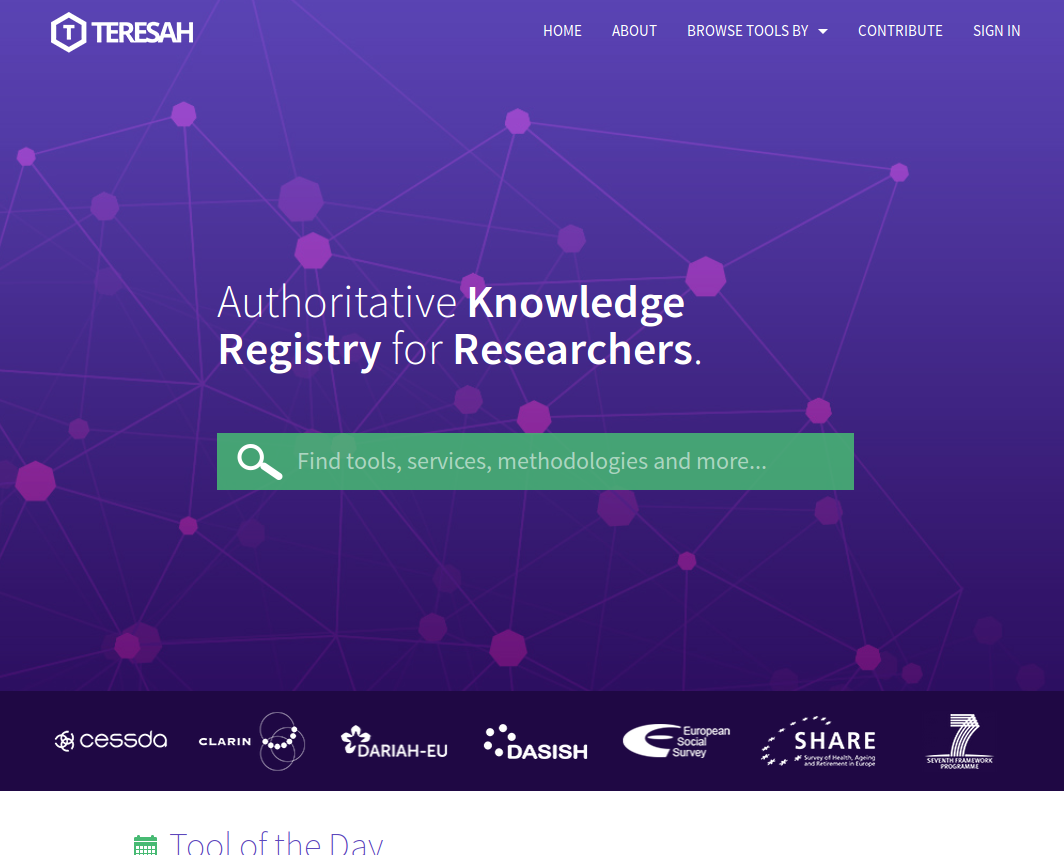 T TERESAH
HOME ABOUT BROWSE TOOLS BY CONTRIBUTE SIGN IN
Authoritative Knowledge
Registry for Researchers.
Find tools, services, methodologies and more...
cessda
CLARIN
DARIAH-EU
DASISH
European
Social
Survey
SHARE
Survey of Health, Ageing
and Retirement in Europe
7
SEVENTH FRAMEWORK
PROGRAMME
Tool of the Day